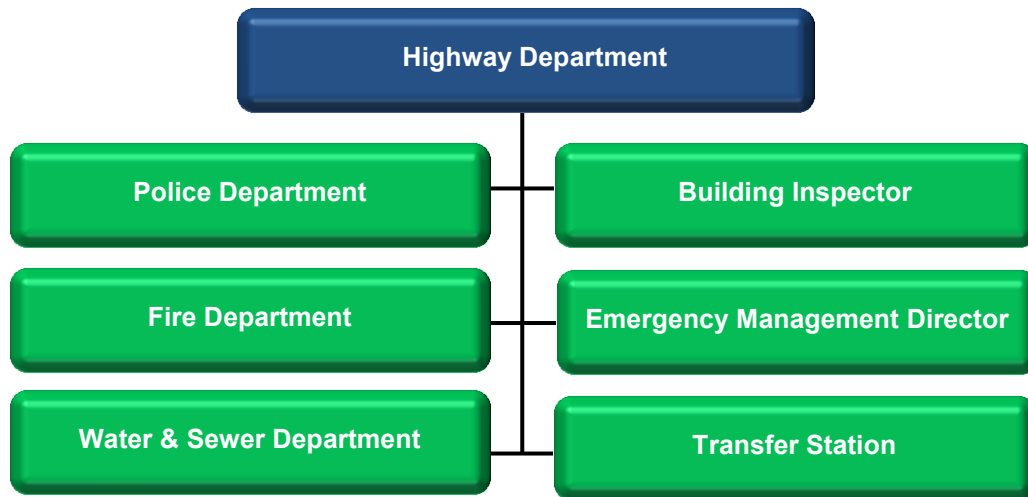 Highway Department
Police Department
Building Inspector
Fire Department
Emergency Management Director
Water & Sewer Department
Transfer Station